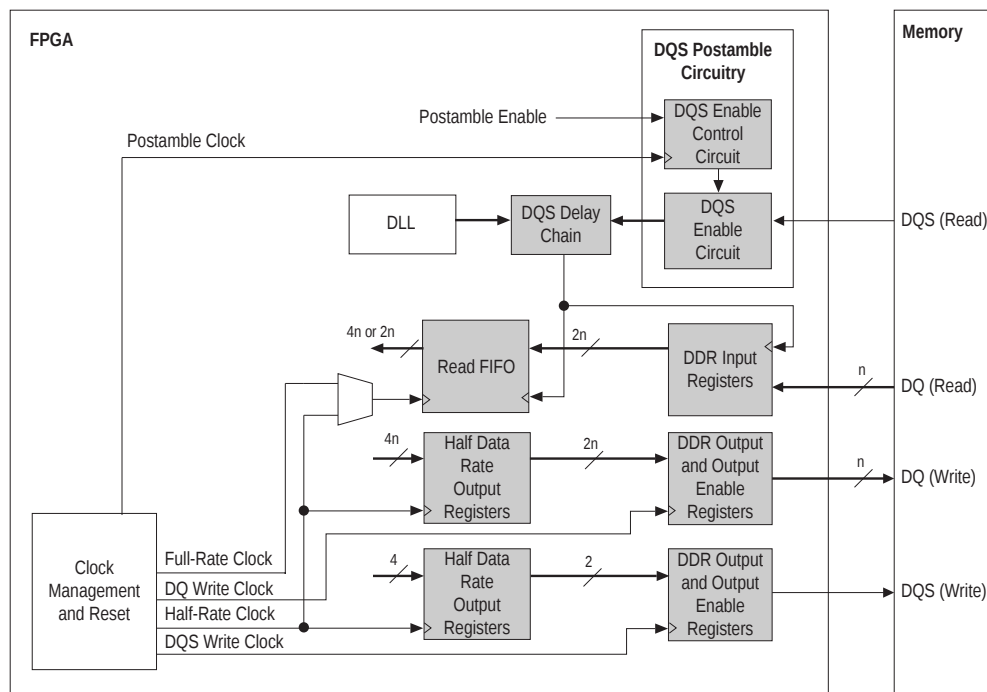 FPGA
Memory
DQS Postamble
Circuitry
Postamble Enable
DQS Enable
Control
Circuit
Postamble Clock
DLL
DQS Delay
Chain
DQS
Enable
Circuit
DQS (Read)
4n or 2n
Read FIFO
2n
DDR Input
Registers
n
DQ (Read)
4n
Half Data
Rate
Output
Registers
2n
DDR Output
and Output
Enable
Registers
n
DQ (Write)
Clock
Management
and Reset
Full-Rate Clock
DQ Write Clock
Half-Rate Clock
DQS Write Clock
4
Half Data
Rate
Output
Registers
2
DDR Output
and Output
Enable
Registers
DQS (Write)